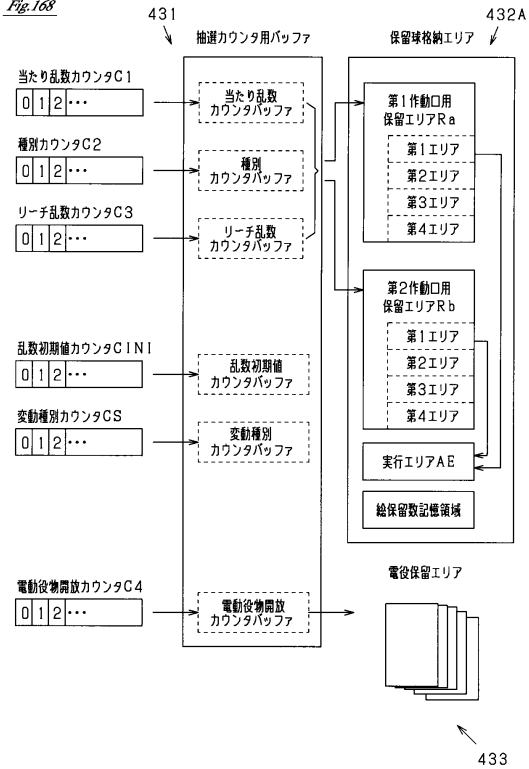 Fig.168
431
432A
抽選カウンタ用バッファ
保留球格納エリア
当たり乱数カウンタC1
0 1 2 ･･･
当たり乱数
カウンタバッファ
種別カウンタC2
0 1 2 ･･･
種別
カウンタバッファ
リーチ乱数カウンタC3
0 1 2 ･･･
リーチ乱数
カウンタバッファ
第1作動口用
保留エリアRa
第1エリア
第2エリア
第3エリア
第4エリア
第2作動口用
保留エリアRb
第1エリア
第2エリア
第3エリア
第4エリア
乱数初期値カウンタCINI
0 1 2 ･･･
乱数初期値
カウンタバッファ
変動種別カウンタCS
0 1 2 ･･･
変動種別
カウンタバッファ
実行エリアAE
総保留数記憶領域
電動役物開放カウンタC4
0 1 2 ･･･
電動役物開放
カウンタバッファ
電役保留エリア
433